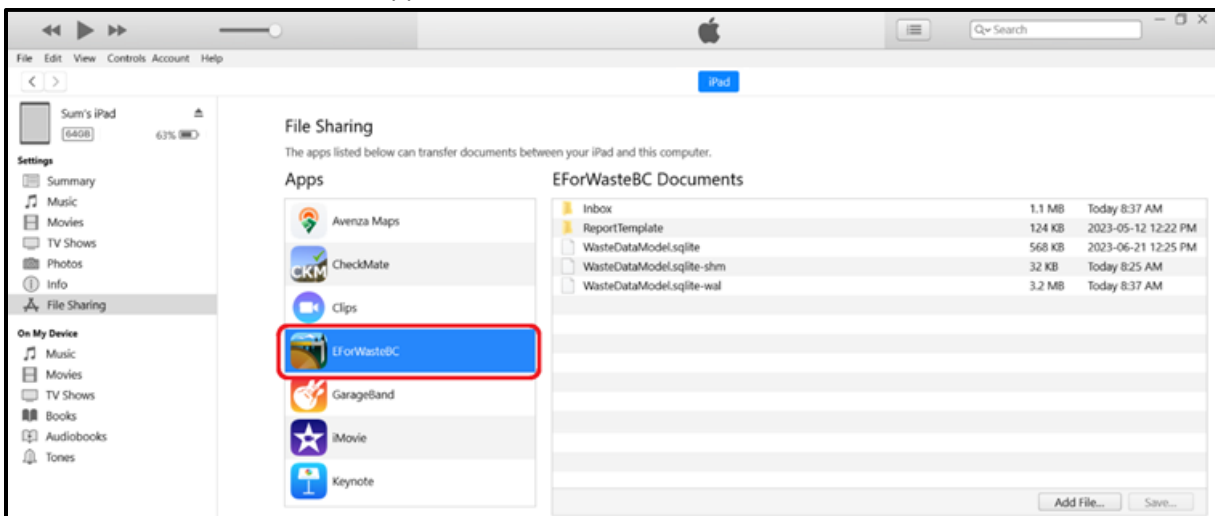 Search
File Edit View Controls Account Help
iPad
Sum's iPad
64GB 63%
Settings
Summary
Music
Movies
TV Shows
Photos
Info
File Sharing
On My Device
Music
Movies
TV Shows
Books
Audiobooks
Tones
File Sharing
The apps listed below can transfer documents between your iPad and this computer.
Apps
Avenza Maps
CKM
CheckMate
Clips
EForWasteBC
GarageBand
iMovie
Keynote
EForWasteBC Documents
Inbox 1.1 MB Today 8:37 AM
ReportTemplate 124 KB 2023-05-12 12:22 PM
WasteDataModel.sqlite 568 KB 2023-06-21 12:25 PM
WasteDataModel.sqlite-shm 32 KB Today 8:25 AM
WasteDataModel.sqlite-wal 3.2 MB Today 8:37 AM
Add File... Save...